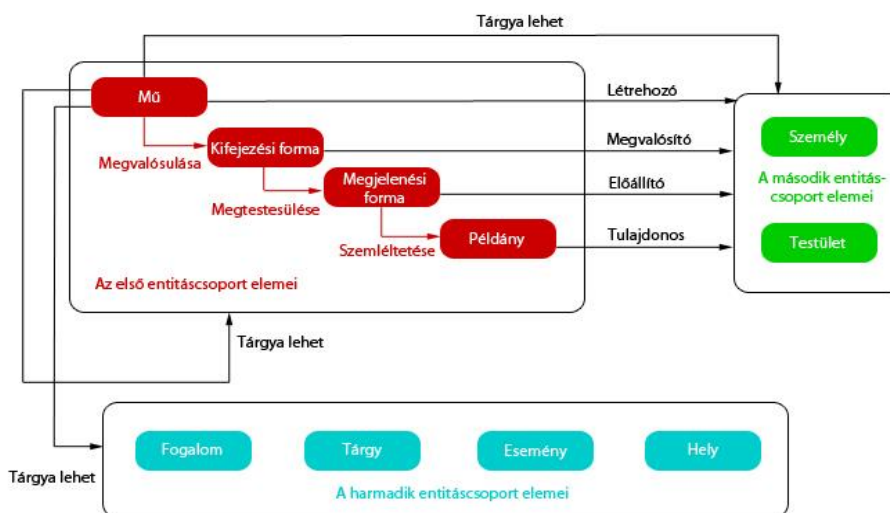 Tárgya lehet
Mű
Létrehozó
Megvalósulása
Kifejezési forma
Megvalósító
Személy
A második entitás-
csoport elemei
Megtestesülése
Megjelenési
forma
Előállító
Szemléltetése
Példány
Tulajdonos
Testület
Az első entitáscsoport elemei
Tárgya lehet
Fogalom
Tárgy
Esemény
Hely
Tárgya lehet
A harmadik entitáscsoport elemei